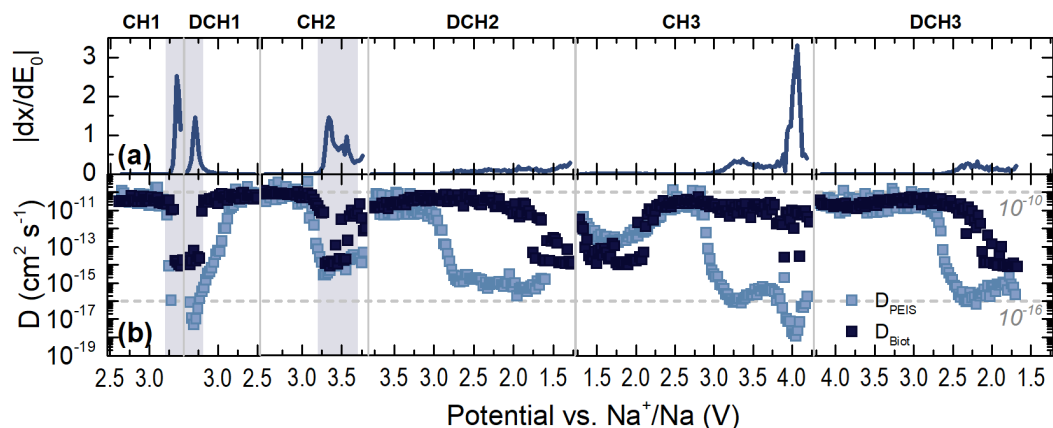 CH1 DCH1 CH2 DCH2 CH3 DCH3
|dx/dE₀|
3
2
1
0
(a)
D (cm² s⁻¹)
10⁻¹¹
10⁻¹³
10⁻¹⁵
10⁻¹⁷
10⁻¹⁹
(b)
10⁻¹⁰
10⁻¹⁶
D_PEIS
D_Biot
2.5 3.0 3.0 2.5 3.0 3.5 3.0 2.5 2.0 1.5 1.5 2.0 2.5 3.0 3.5 4.0 4.0 3.5 3.0 2.5 2.0 1.5
Potential vs. Na⁺/Na (V)